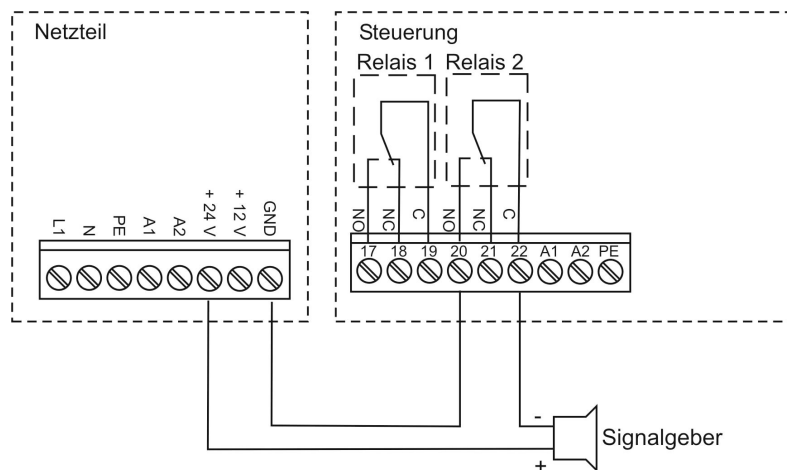 Netzteil
Steuerung
Relais 1 Relais 2
L1 N PE A1 A2 + 24 V + 12 V GND
NO NC C NO NC C
17 18 19 20 21 22 A1 A2 PE
-
Signalgeber
+